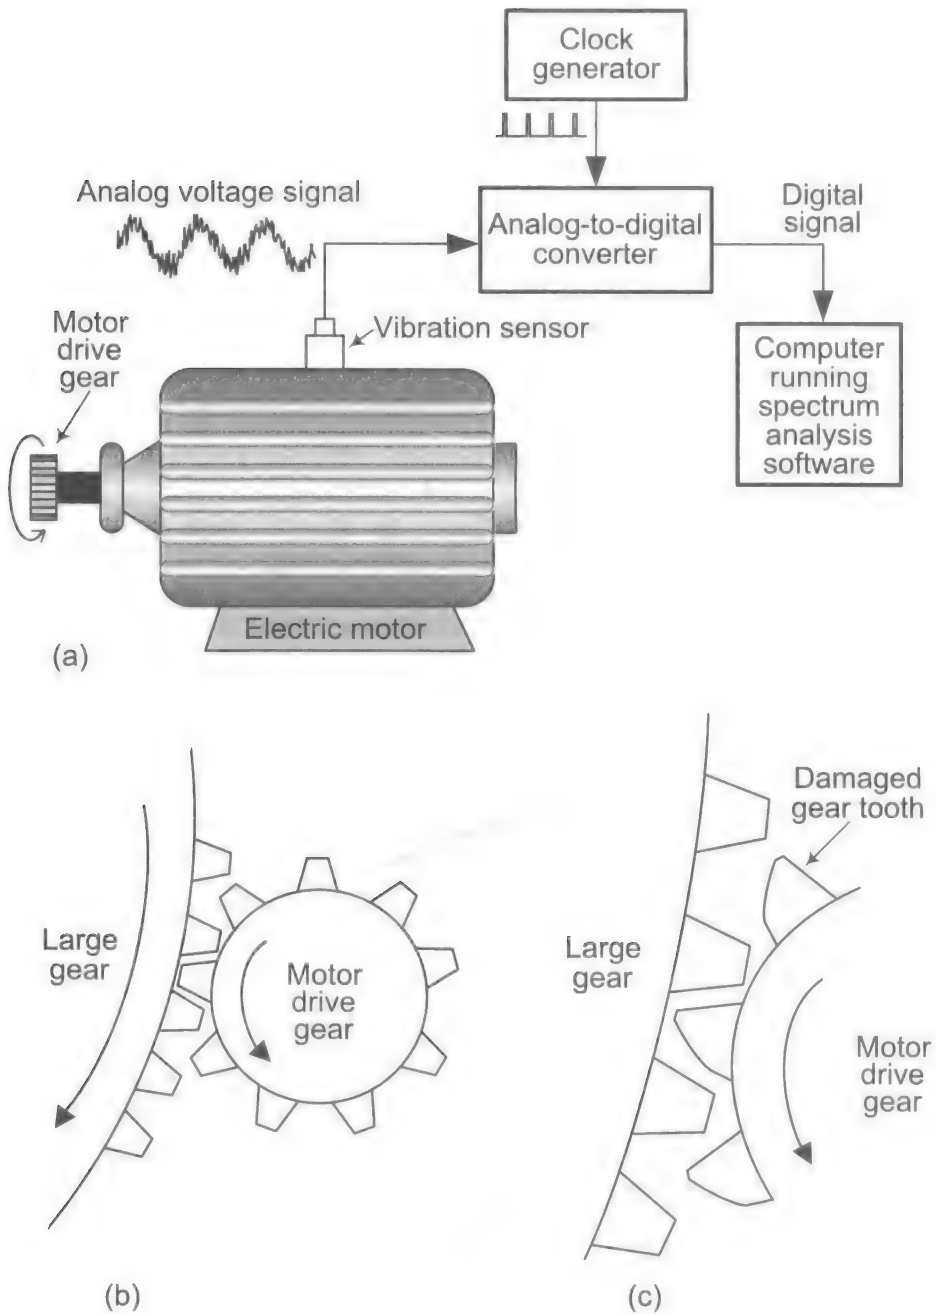 Clock
generator
Analog voltage signal
Analog-to-digital
converter
Digital
signal
Motor
drive
gear
Vibration sensor
Computer
running
spectrum
analysis
software
Electric motor
(a)
Large
gear
Motor
drive
gear
(b)
Damaged
gear tooth
Large
gear
Motor
drive
gear
(c)